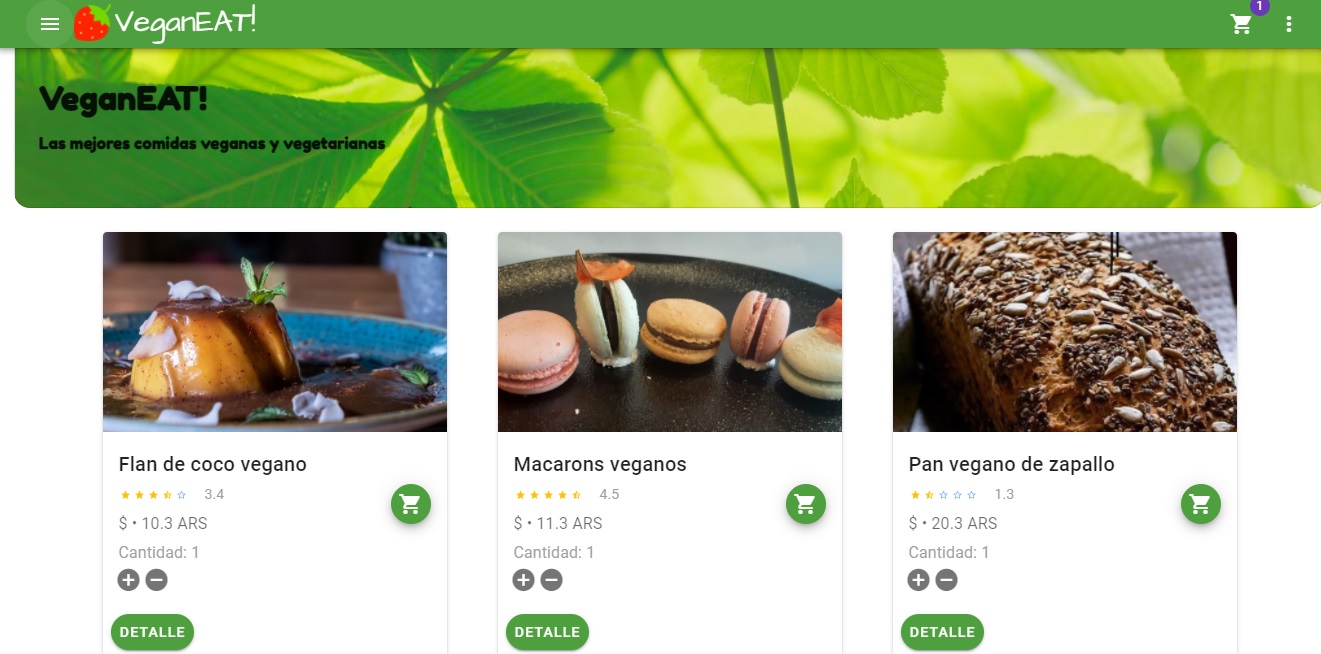 VeganEAT!
1
VeganEAT!
Las mejores comidas veganas y vegetarianas
Flan de coco vegano
3.4
$ • 10.3 ARS
Cantidad: 1
DETALLE
Macarons veganos
4.5
$ • 11.3 ARS
Cantidad: 1
DETALLE
Pan vegano de zapallo
1.3
$ • 20.3 ARS
Cantidad: 1
DETALLE